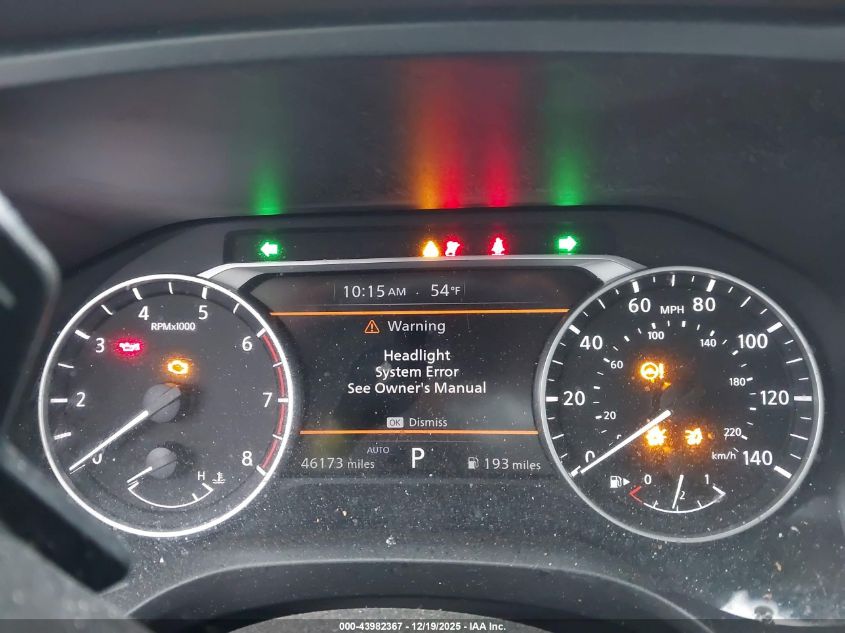 10:15 AM · 54°F
Warning
Headlight
System Error
See Owner's Manual
OK Dismiss
AUTO
46173 miles P 193 miles
RPMx1000
0 2 3 4 5 6 7 8
H
MPH
0 20 40 60 80 100 120 140
20 60 100 140 180 220
km/h
0 1/2 1
000-43982367 - 12/19/2025 - IAA Inc.